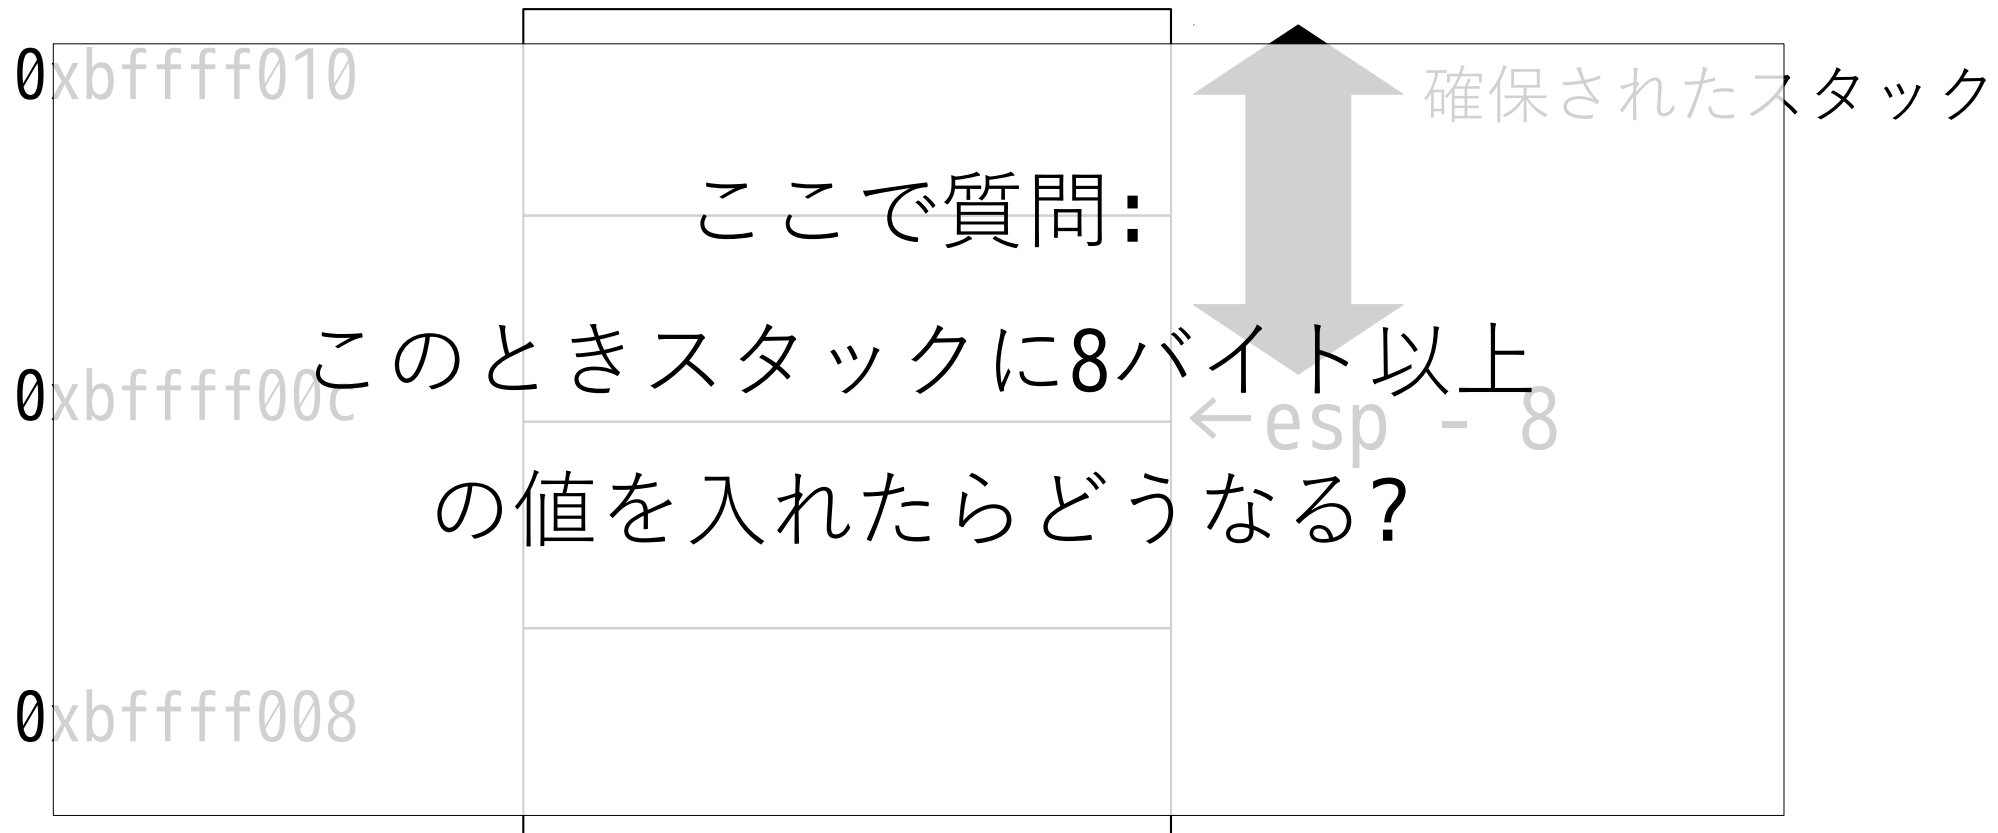 0xbffff010
確保されたスタック
ここで質問:
このときスタックに8バイト以上
0xbffff00c
←esp - 8
の値を入れたらどうなる?
0xbffff008